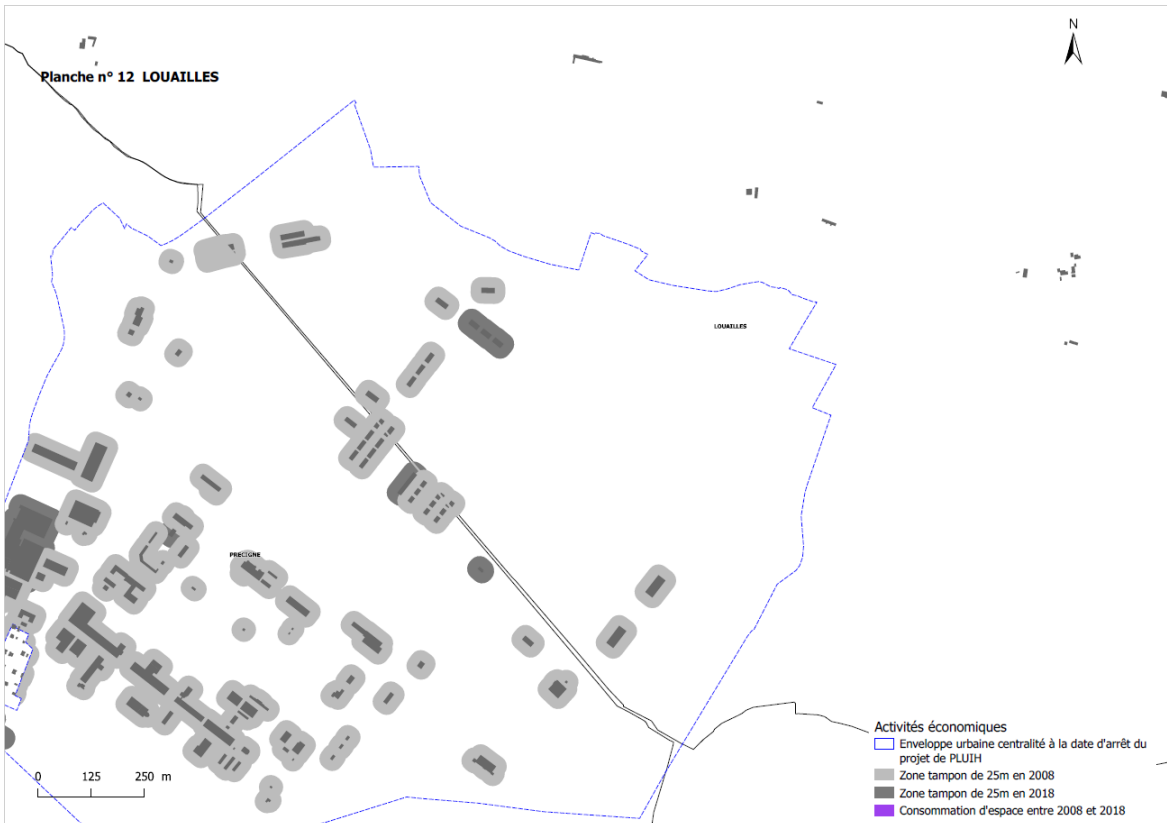 N
Planche n° 12 LOUAILLES
LOUAILLES
PRECIGNE
Activités économiques
Enveloppe urbaine centralité à la date d'arrêt du
projet de PLUIH
Zone tampon de 25m en 2008
Zone tampon de 25m en 2018
Consommation d'espace entre 2008 et 2018
0 125 250 m